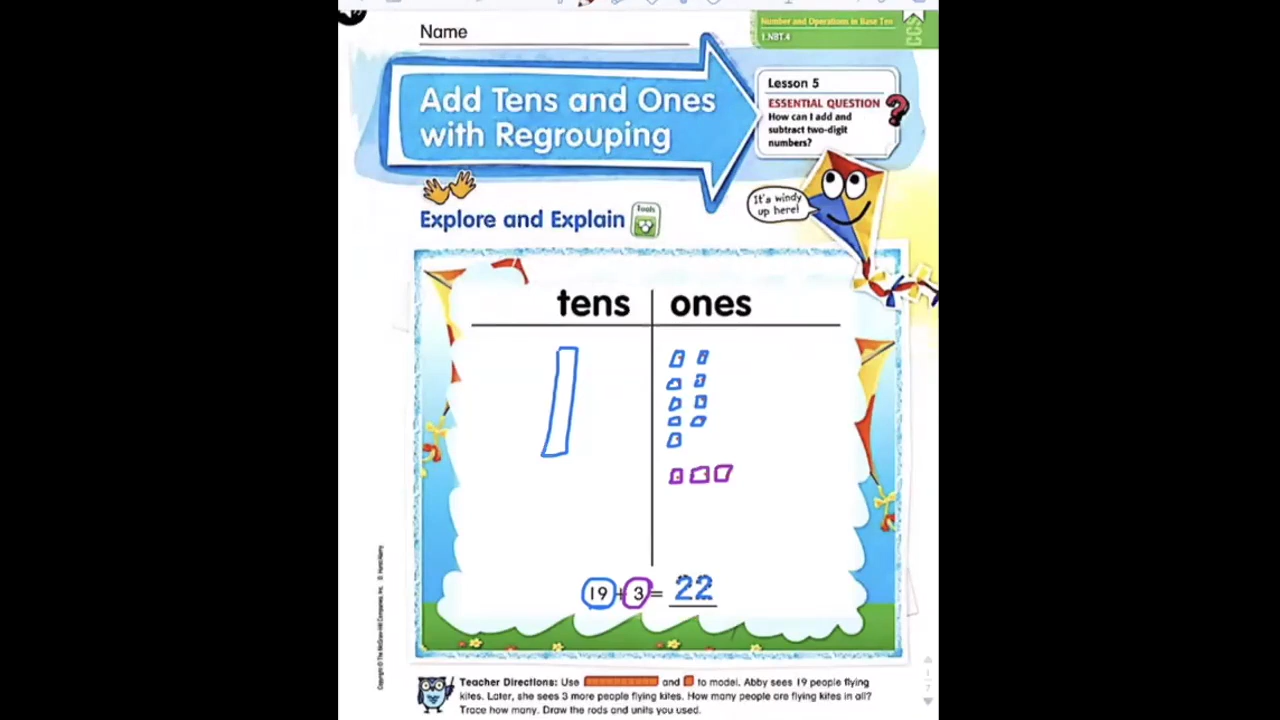 Name
Number and Operations in Base Ten
1.NBT.4
CCSS
Add Tens and Ones
with Regrouping
Lesson 5
ESSENTIAL QUESTION
How can I add and
subtract two-digit
numbers?
?
It's windy
up here!
Explore and Explain
Tools
tens ones
19 + 3 = 22
Teacher Directions: Use and to model. Abby sees 19 people flying
kites. Later, she sees 3 more people flying kites. How many people are flying kites in all?
Trace how many. Draw the rods and units you used.